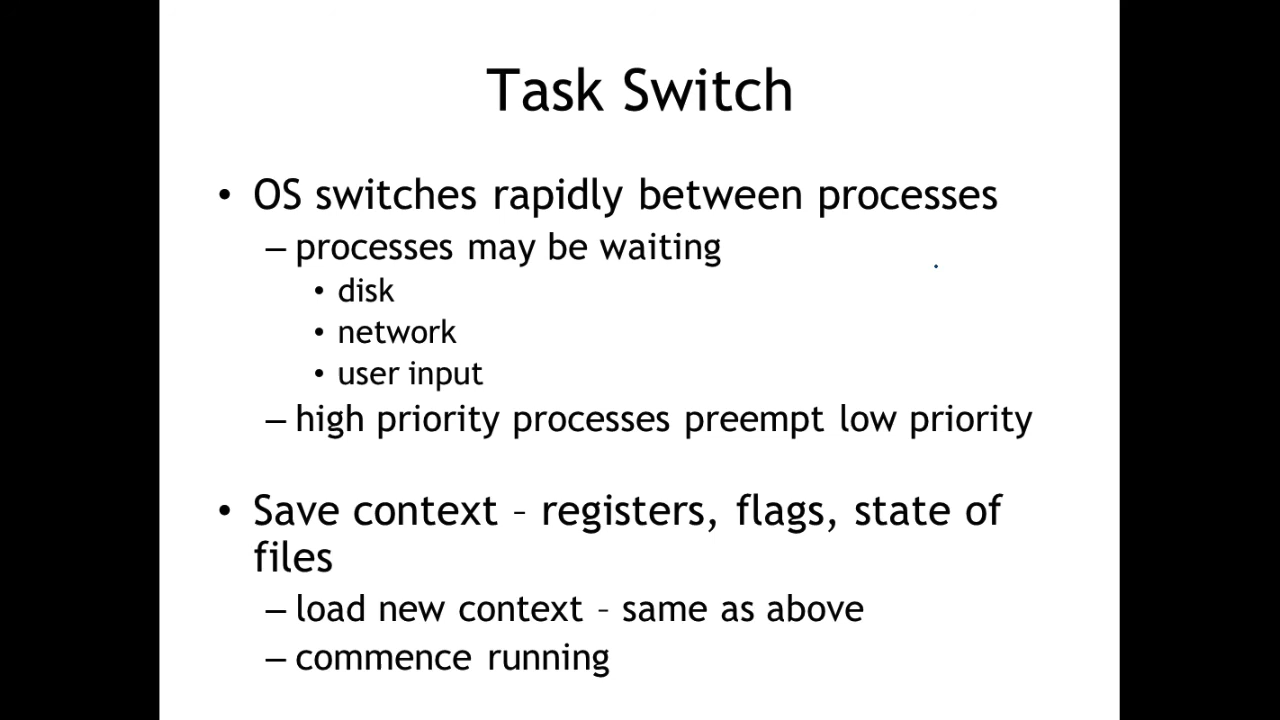 Task Switch
• OS switches rapidly between processes
– processes may be waiting
• disk
• network
• user input
– high priority processes preempt low priority
• Save context – registers, flags, state of
files
– load new context – same as above
– commence running